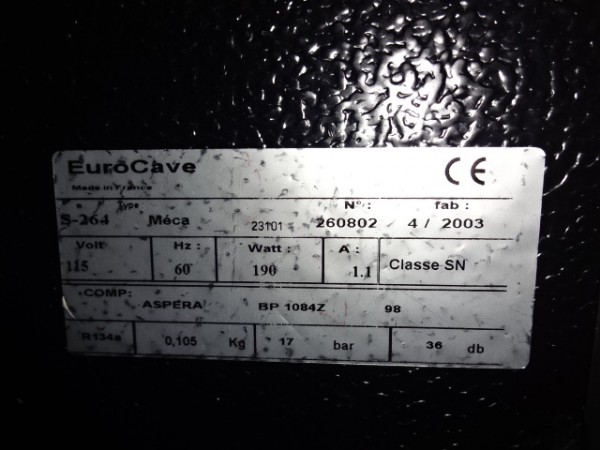 EuroCave CE
Made in France
Type N° : fab :
S-264 Méca 23101 260802 4 / 2003
Volt Hz : Watt : A : Classe SN
115 60 190 1.1
COMP:
ASPERA BP 1084Z 98
R134a 0,105 Kg 17 bar 36 db